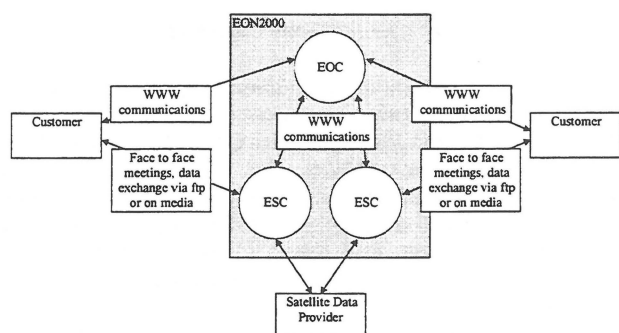 EON2000
EOC
WWW
communications
WWW
communications
WWW
communications
Customer
Customer
Face to face
meetings, data
exchange via ftp
or on media
Face to face
meetings, data
exchange via ftp
or on media
ESC
ESC
Satellite Data
Provider